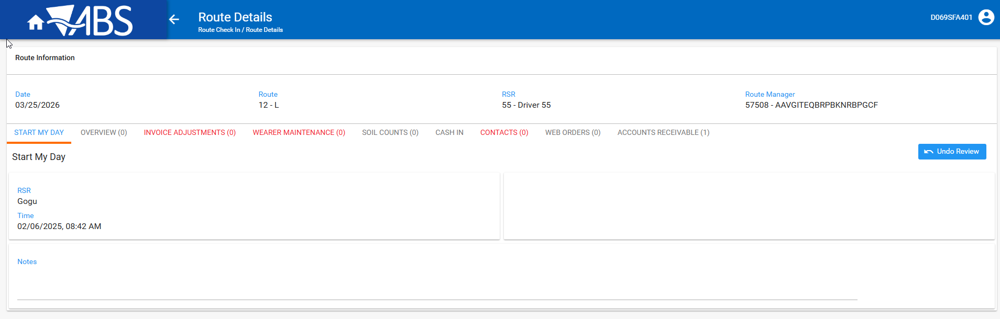 ABS
Route Details
Route Check In / Route Details
D069SFA401
Route Information
Date
03/25/2026
Route
12 - L
RSR
55 - Driver 55
Route Manager
57508 - AAVGITEQBRPBKNRBPGCF
START MY DAY
OVERVIEW (0)
INVOICE ADJUSTMENTS (0)
WEARER MAINTENANCE (0)
SOIL COUNTS (0)
CASH IN
CONTACTS (0)
WEB ORDERS (0)
ACCOUNTS RECEIVABLE (1)
Start My Day
Undo Review
RSR
Gogu
Time
02/06/2025, 08:42 AM
Notes